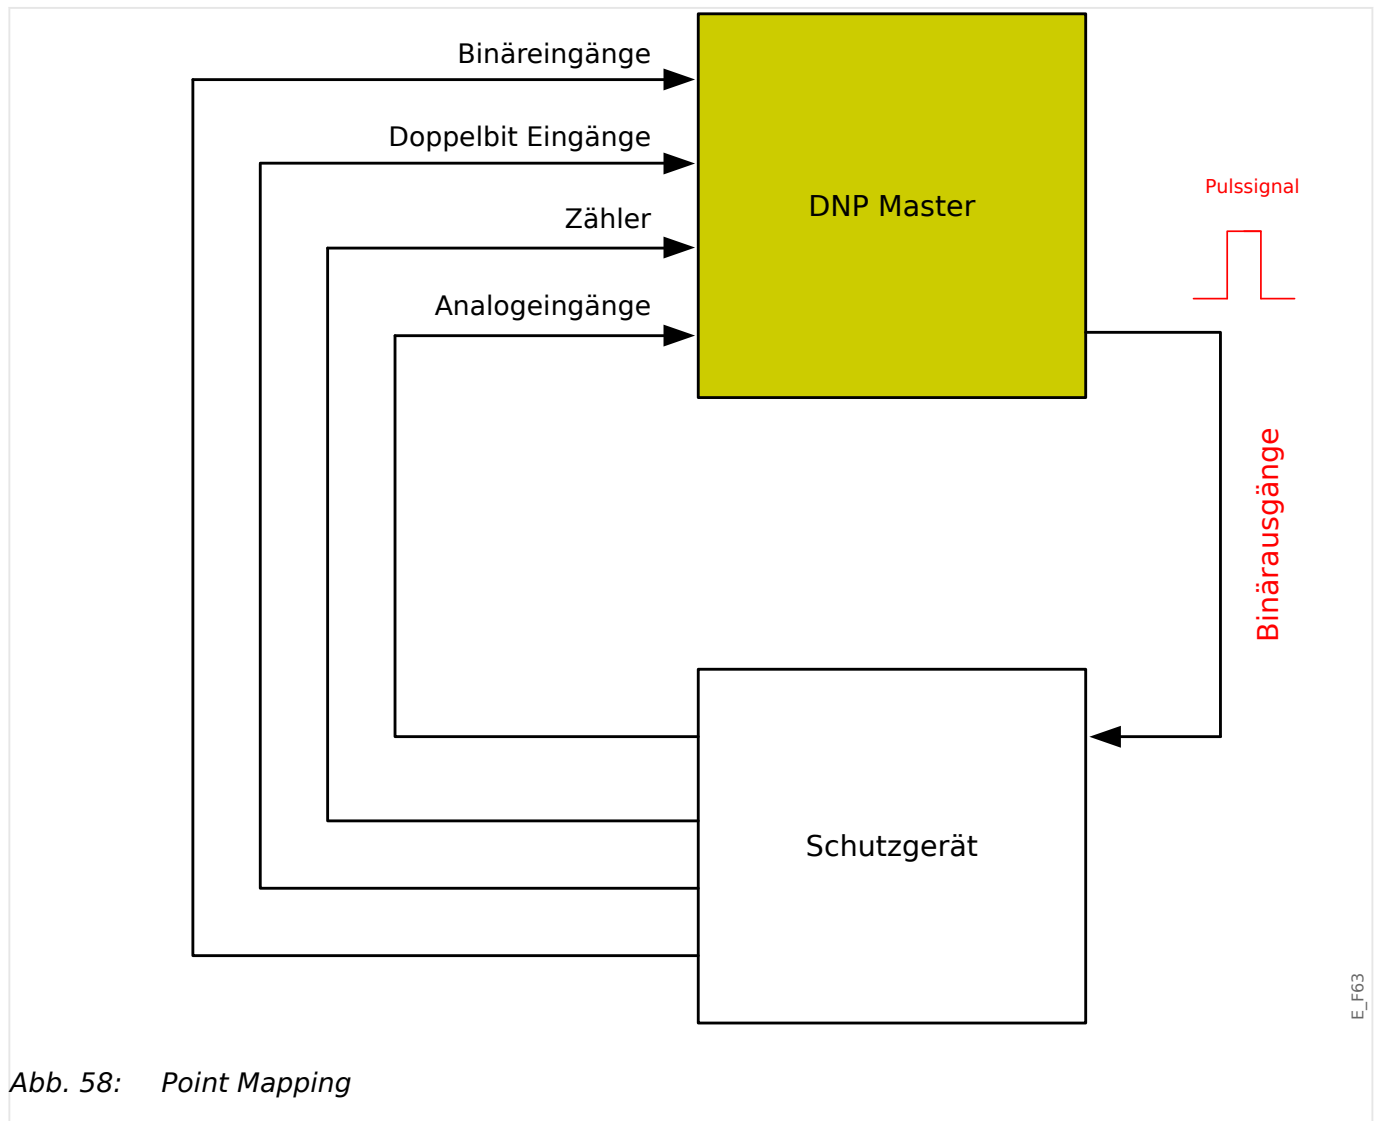 Binäreingänge
Doppelbit Eingänge
Zähler
Analogeingänge
DNP Master
Pulssignal
Binärausgänge
Schutzgerät
E_F63
Abb. 58: Point Mapping